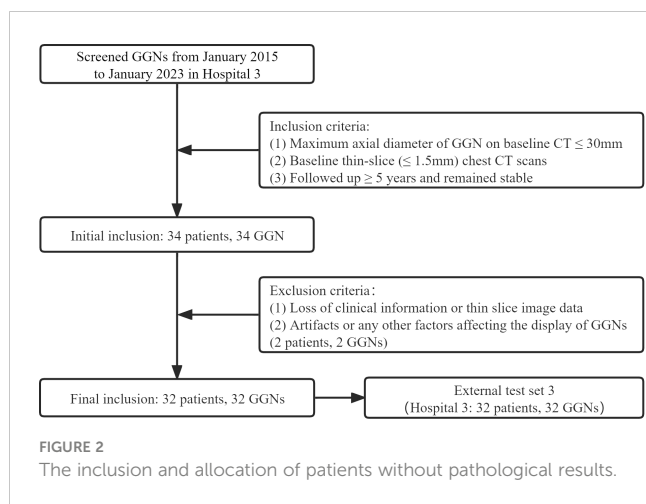 Screened GGNs from January 2015
to January 2023 in Hospital 3
Inclusion criteria:
(1) Maximum axial diameter of GGN on baseline CT ≤ 30mm
(2) Baseline thin-slice (≤ 1.5mm) chest CT scans
(3) Followed up ≥ 5 years and remained stable
Initial inclusion: 34 patients, 34 GGN
Exclusion criteria:
(1) Loss of clinical information or thin slice image data
(2) Artifacts or any other factors affecting the display of GGNs
(2 patients, 2 GGNs)
Final inclusion: 32 patients, 32 GGNs
External test set 3
(Hospital 3: 32 patients, 32 GGNs)
FIGURE 2
The inclusion and allocation of patients without pathological results.